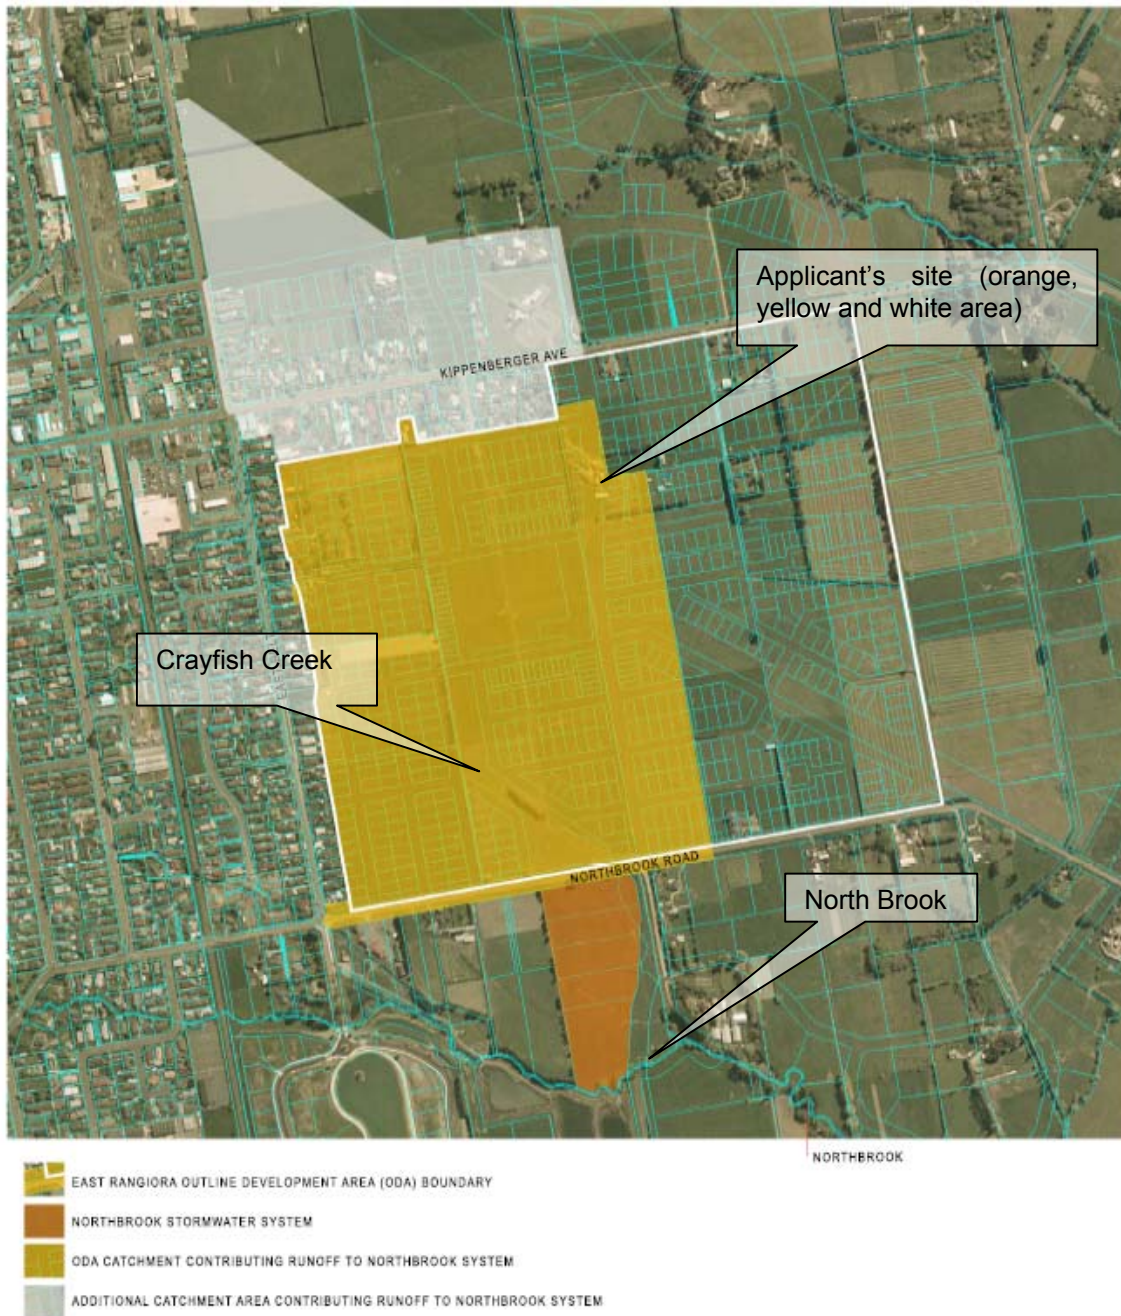 Applicant's site (orange,
yellow and white area)
KIPPENBERGER AVE
Crayfish Creek
NORTHBROOK ROAD
North Brook
NORTHBROOK
EAST RANGIORA OUTLINE DEVELOPMENT AREA (ODA) BOUNDARY
NORTHBROOK STORMWATER SYSTEM
ODA CATCHMENT CONTRIBUTING RUNOFF TO NORTHBROOK SYSTEM
ADDITIONAL CATCHMENT AREA CONTRIBUTING RUNOFF TO NORTHBROOK SYSTEM